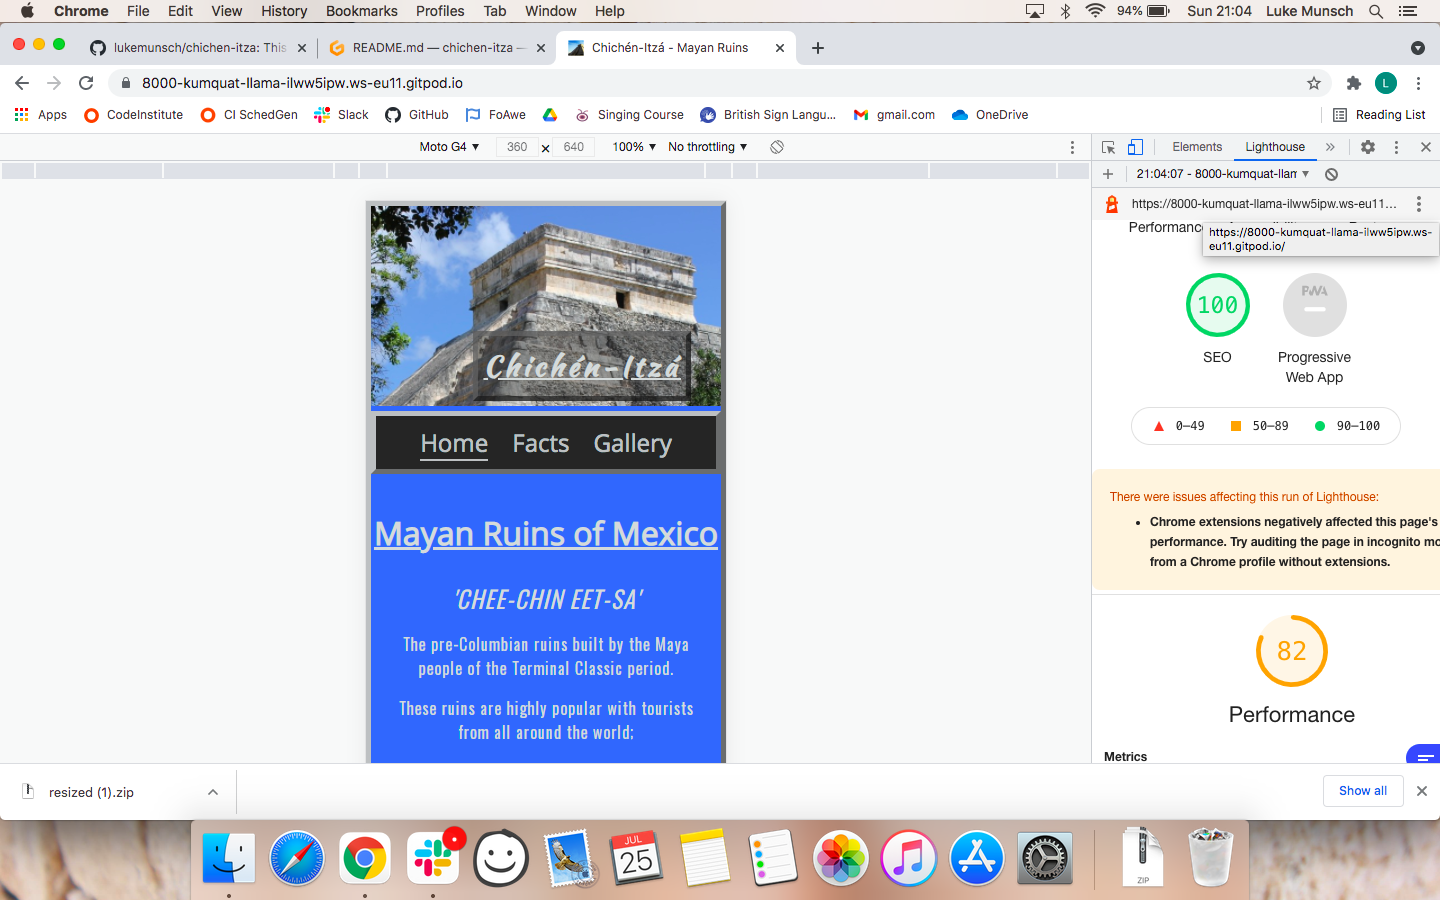 Chrome File Edit View History Bookmarks Profiles Tab Window Help 94% Sun 21:04 Luke Munsch
lukemunsch/chichen-itza: This README.md — chichen-itza — Chichén-Itzá - Mayan Ruins
8000-kumquat-llama-ilww5ipw.ws-eu11.gitpod.io L
Apps CodeInstitute CI SchedGen Slack GitHub FoAwe Singing Course British Sign Langu... gmail.com OneDrive Reading List
Moto G4 ▼ 360 × 640 100% ▼ No throttling ▼ Elements Lighthouse »
21:04:07 - 8000-kumquat-llam ▼
https://8000-kumquat-llama-ilww5ipw.ws-eu11...
Performance
https://8000-kumquat-llama-ilww5ipw.ws-
eu11.gitpod.io/
100
PWA
SEO
Progressive
Web App
0–49 50–89 90–100
There were issues affecting this run of Lighthouse:
• Chrome extensions negatively affected this page's
performance. Try auditing the page in incognito mo
from a Chrome profile without extensions.
82
Performance
Metrics
Chichén-Itzá
Home Facts Gallery
Mayan Ruins of Mexico
'CHEE-CHIN EET-SA'
The pre-Columbian ruins built by the Maya
people of the Terminal Classic period.
These ruins are highly popular with tourists
from all around the world;
resized (1).zip Show all
JUL
25
ZIP